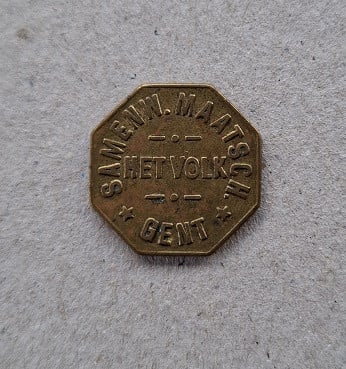 SAMENW. MAATSCH.
HET VOLK
GENT